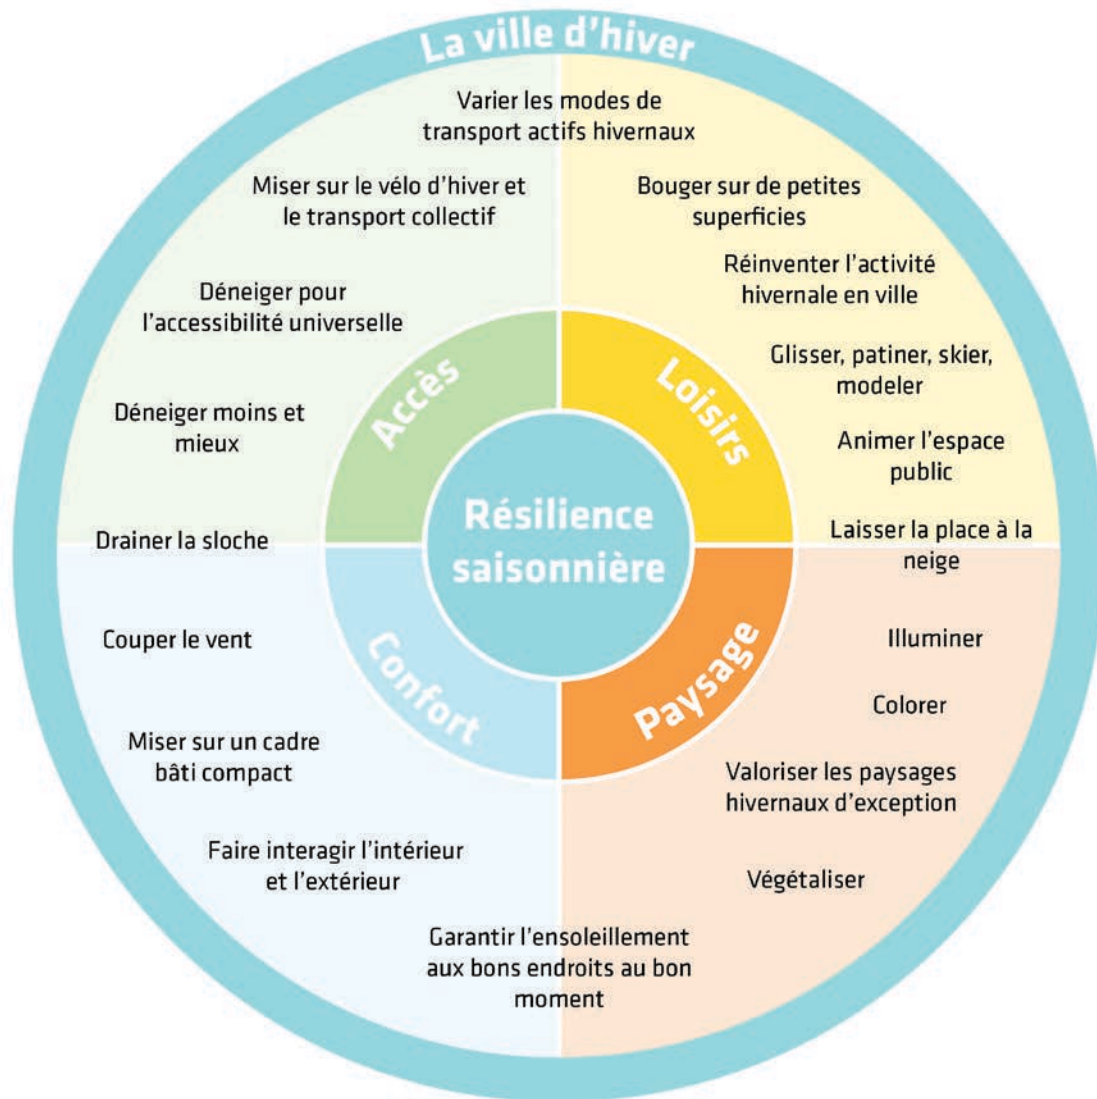 La ville d'hiver
Varier les modes de
transport actifs hivernaux
Miser sur le vélo d'hiver et
le transport collectif
Déneiger pour
l'accessibilité universelle
Déneiger moins et
mieux
Drainer la sloche
Bouger sur de petites
superficies
Réinventer l'activité
hivernale en ville
Glisser, patiner, skier,
modeler
Animer l'espace
public
Laisser la place à la
neige
Accès
Loisirs
Résilience
saisonnière
Confort
Paysage
Couper le vent
Miser sur un cadre
bâti compact
Faire interagir l'intérieur
et l'extérieur
Garantir l'ensoleillement
aux bons endroits au bon
moment
Illuminer
Colorer
Valoriser les paysages
hivernaux d'exception
Végétaliser